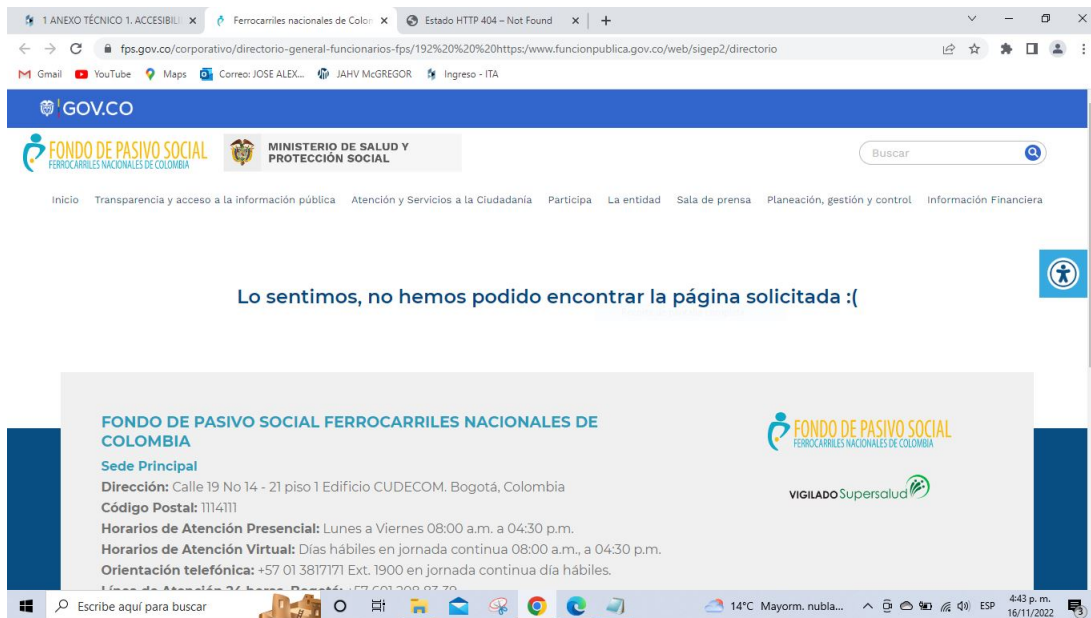 1 ANEXO TÉCNICO 1. ACCESIBILI
Ferrocarriles nacionales de Colom
Estado HTTP 404 – Not Found
fps.gov.co/corporativo/directorio-general-funcionarios-fps/192%20%20%20https:/www.funcionpublica.gov.co/web/sigep2/directorio
Gmail YouTube Maps Correo: JOSE ALEX... JAHV McGREGOR Ingreso - ITA
GOV.CO
FONDO DE PASIVO SOCIAL
FERROCARRILES NACIONALES DE COLOMBIA
MINISTERIO DE SALUD Y
PROTECCIÓN SOCIAL
Buscar
Inicio Transparencia y acceso a la información pública Atención y Servicios a la Ciudadanía Participa La entidad Sala de prensa Planeación, gestión y control Información Financiera
Lo sentimos, no hemos podido encontrar la página solicitada :(
FONDO DE PASIVO SOCIAL FERROCARRILES NACIONALES DE
COLOMBIA
Sede Principal
Dirección: Calle 19 No 14 - 21 piso 1 Edificio CUDECOM. Bogotá, Colombia
Código Postal: 1114111
Horarios de Atención Presencial: Lunes a Viernes 08:00 a.m. a 04:30 p.m.
Horarios de Atención Virtual: Días hábiles en jornada continua 08:00 a.m., a 04:30 p.m.
Orientación telefónica: +57 01 3817171 Ext. 1900 en jornada continua día hábiles.
Línea de Atención 24 horas, Bogotá: +57 601
FONDO DE PASIVO SOCIAL
FERROCARRILES NACIONALES DE COLOMBIA
VIGILADO Supersalud
Escribe aquí para buscar
14°C Mayorm. nubla...
ESP
4:43 p. m.
16/11/2022